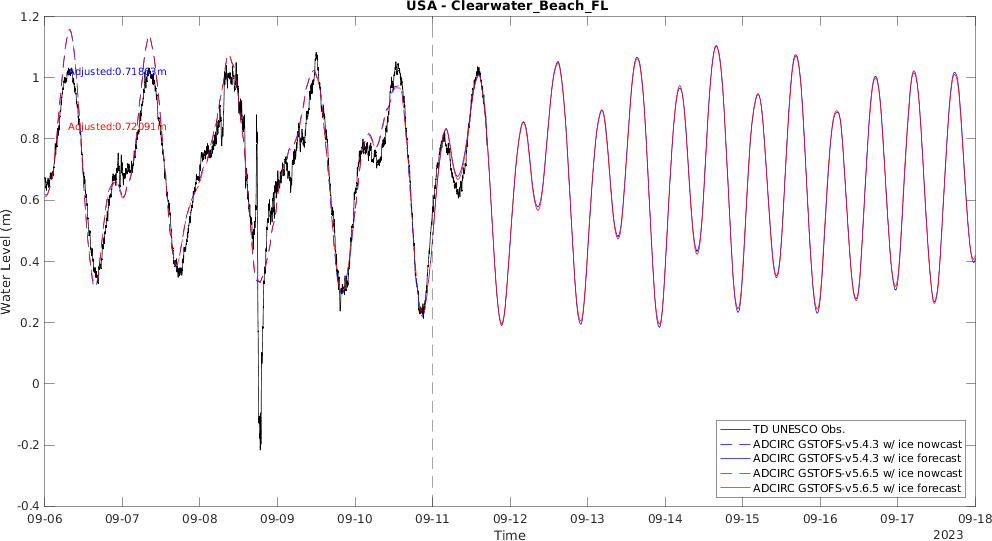 USA - Clearwater_Beach_FL
1.2
1
0.8
0.6
0.4
0.2
0
-0.2
-0.4
Water Level (m)
Adjusted:0.72091m
TD UNESCO Obs.
ADCIRC GSTOFS-v5.4.3 w/ ice nowcast
ADCIRC GSTOFS-v5.4.3 w/ ice forecast
ADCIRC GSTOFS-v5.6.5 w/ ice nowcast
ADCIRC GSTOFS-v5.6.5 w/ ice forecast
09-06 09-07 09-08 09-09 09-10 09-11 09-12 09-13 09-14 09-15 09-16 09-17 09-18
Time
2023